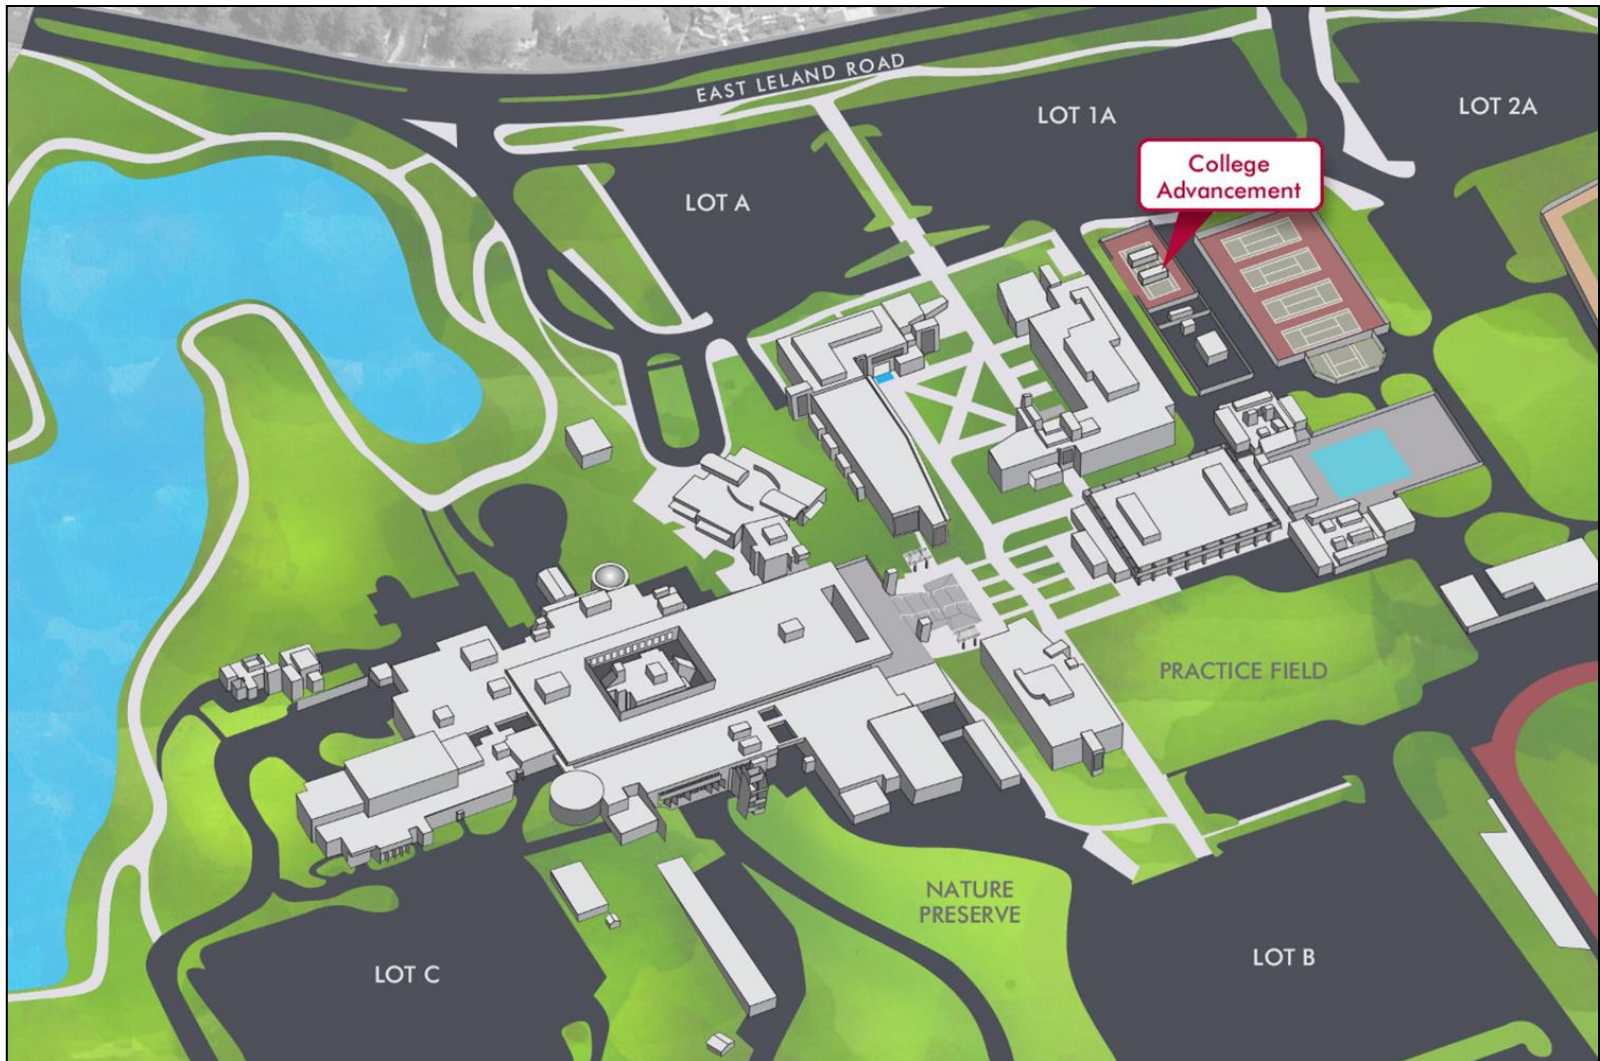 EAST LELAND ROAD
LOT 1A
LOT 2A
College
Advancement
LOT A
PRACTICE FIELD
NATURE
PRESERVE
LOT B
LOT C